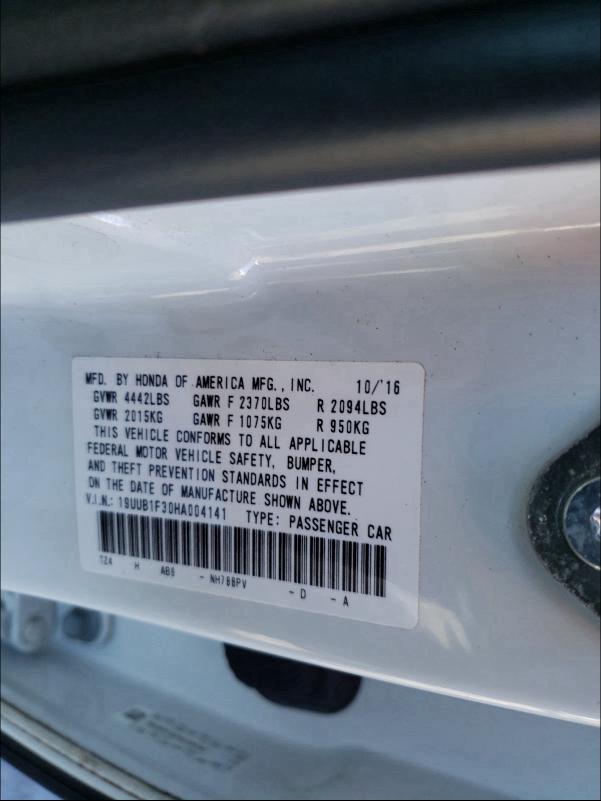 MFD. BY HONDA OF AMERICA MFG., INC. 10/'16
GVWR 4442LBS GAWR F 2370LBS R 2094LBS
GVWR 2015KG GAWR F 1075KG R 950KG
THIS VEHICLE CONFORMS TO ALL APPLICABLE
FEDERAL MOTOR VEHICLE SAFETY, BUMPER,
AND THEFT PREVENTION STANDARDS IN EFFECT
ON THE DATE OF MANUFACTURE SHOWN ABOVE.
V.I.N.: 19UUB1F30HA004141 TYPE: PASSENGER CAR
TZ4 H AB6 - NH788PV - D - A